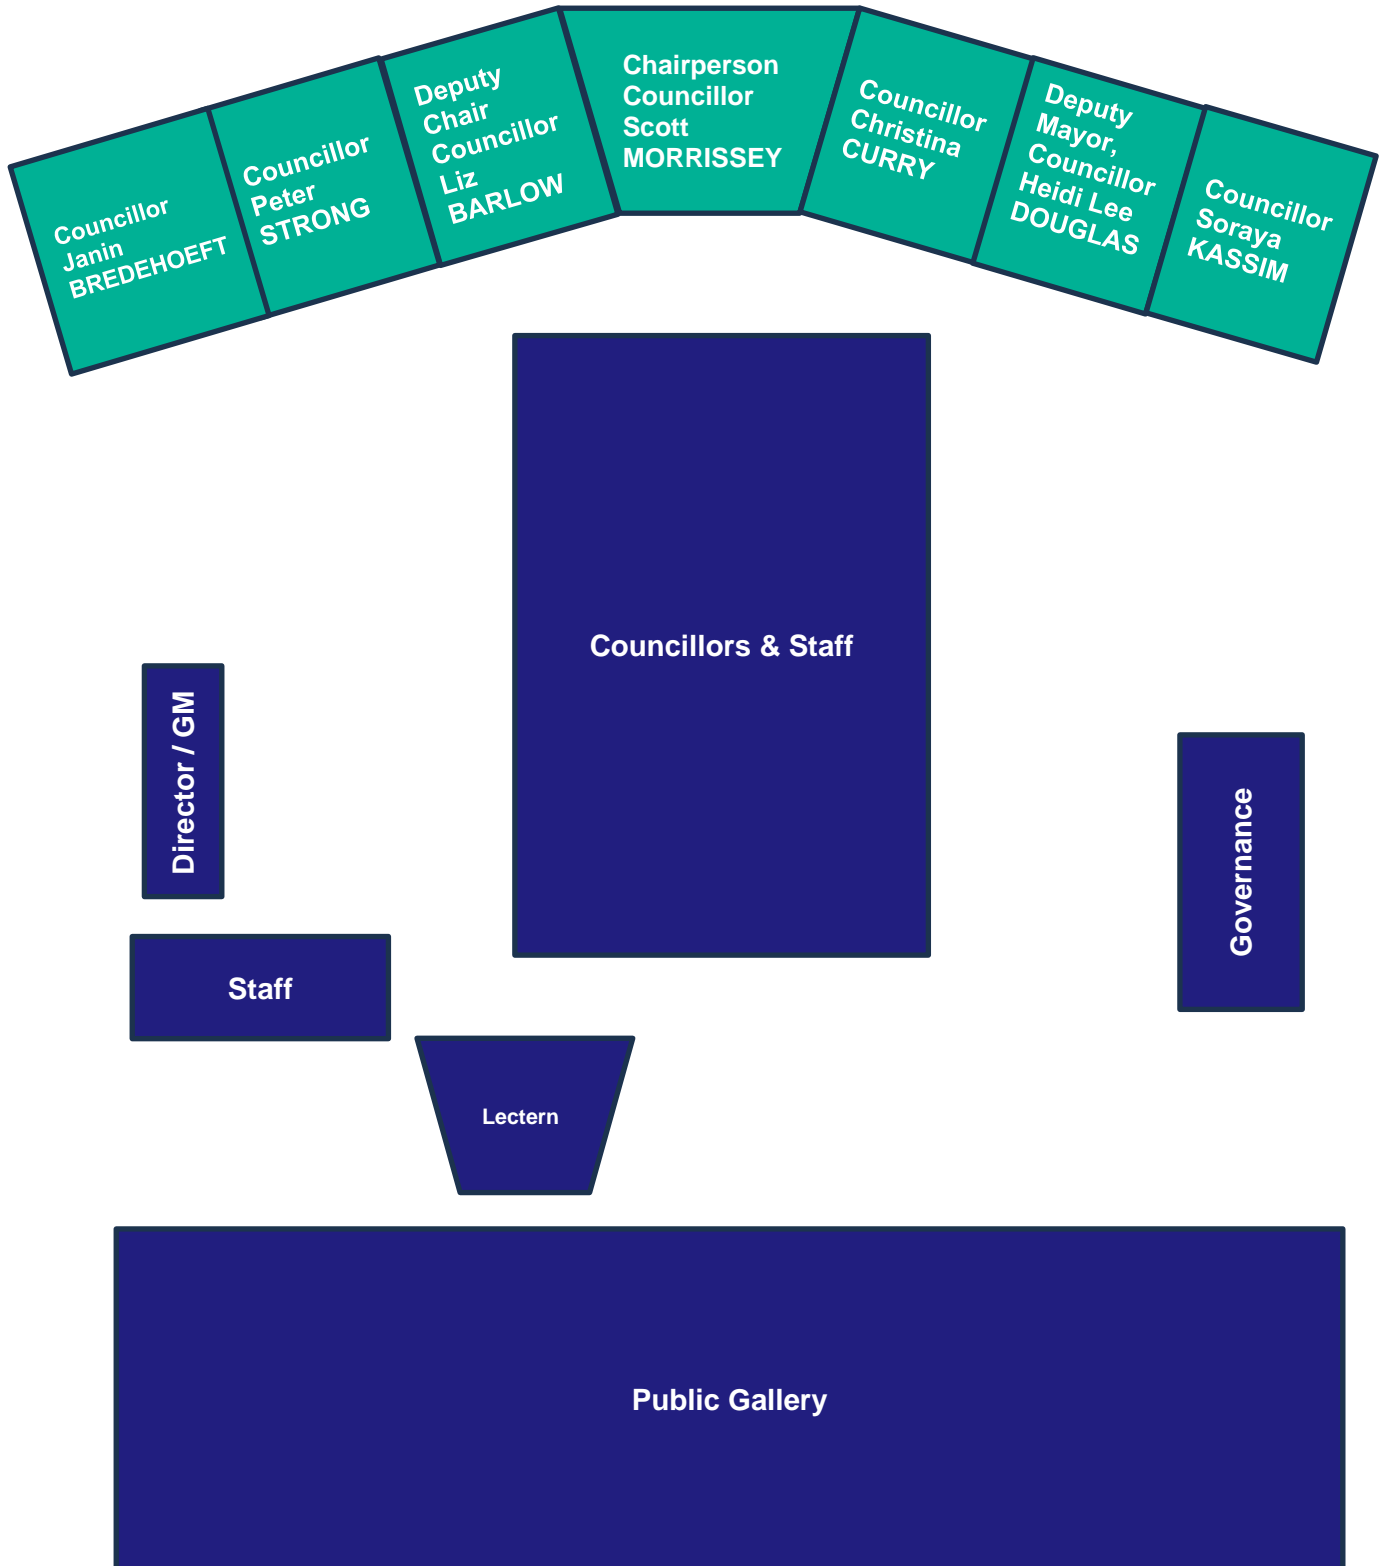 Councillor
Janin
BREDEHOEFT
Councillor
Peter
STRONG
Deputy
Chair
Councillor
Liz
BARLOW
Chairperson
Councillor
Scott
MORRISSEY
Councillor
Christina
CURRY
Deputy
Mayor,
Councillor
Heidi Lee
DOUGLAS
Councillor
Soraya
KASSIM
Councillors & Staff
Director / GM
Governance
Staff
Lectern
Public Gallery